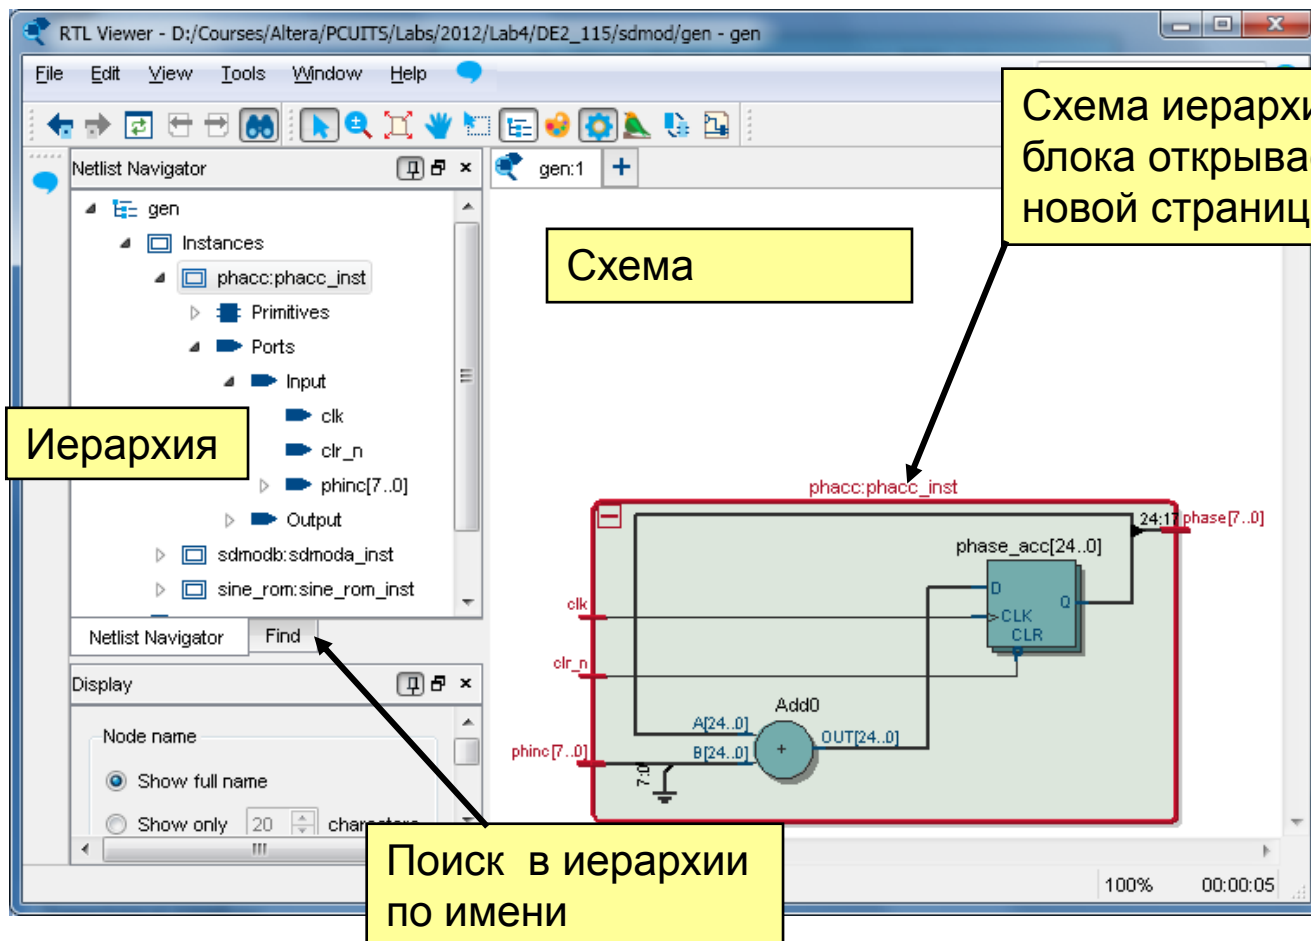 RTL Viewer - D:/Courses/Altera/PCUITS/Labs/2012/Lab4/DE2_115/sdmod/gen - gen
File Edit View Tools Window Help
Схема иерархи
блока открыва
новой страниц
Netlist Navigator
gen:1
gen
Instances
phacc:phacc_inst
Primitives
Ports
Input
clk
clr_n
phinc[7..0]
Output
sdmodb:sdmoda_inst
sine_rom:sine_rom_inst
Иерархия
Netlist Navigator Find
Display
Node name
Show full name
Show only 20 characters
Схема
phacc:phacc_inst
24:17 phase[7..0]
phase_acc[24..0]
D
Q
CLK
CLR
clk
clr_n
Add0
A[24..0]
OUT[24..0]
+
phinc[7..0]
B[24..0]
7:0
Поиск в иерархии
по имени
100% 00:00:05